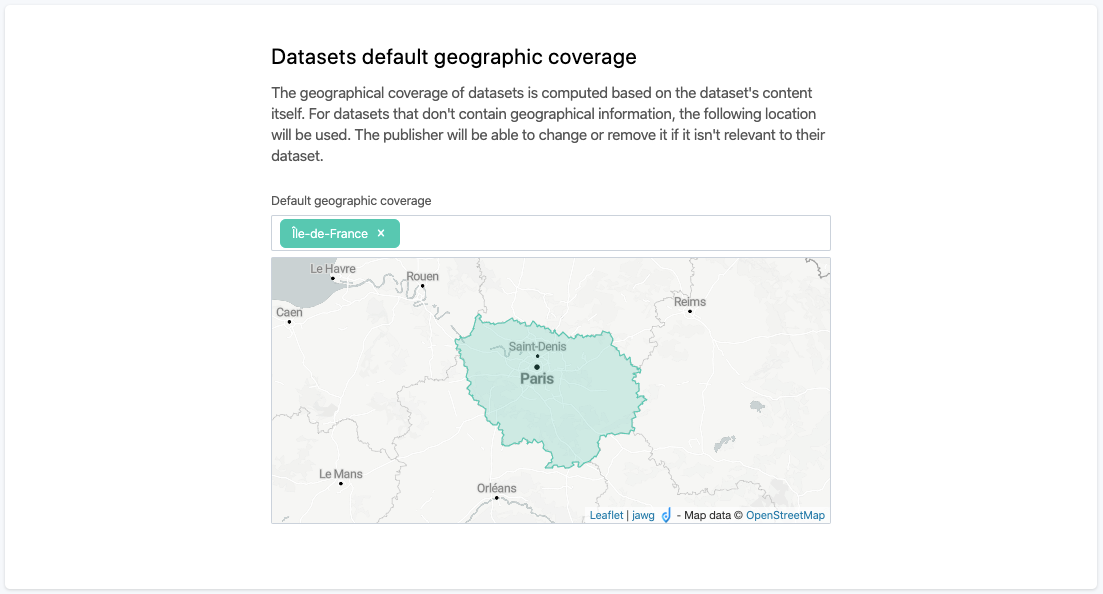 Datasets default geographic coverage
The geographical coverage of datasets is computed based on the dataset's content
itself. For datasets that don't contain geographical information, the following location
will be used. The publisher will be able to change or remove it if it isn't relevant to their
dataset.
Default geographic coverage
Île-de-France ×
Le Havre
Rouen
Caen
Reims
Saint-Denis
Paris
Le Mans
Orléans
Leaflet | jawg - Map data © OpenStreetMap